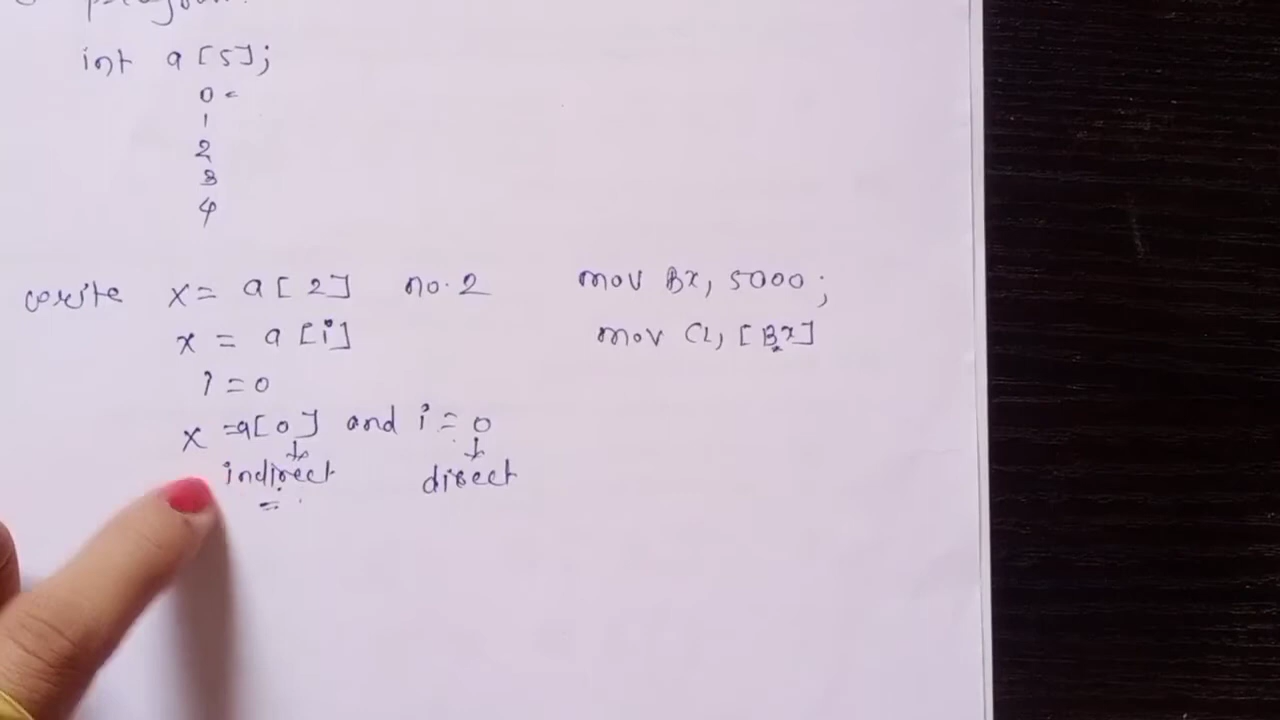 program
int a[5];
0
1
2
3
4
write x = a[2] no. 2
x = a[i]
i = 0
x = a[0] and i = 0
indirect direct
mov Bx, 5000;
mov CL, [Bx]